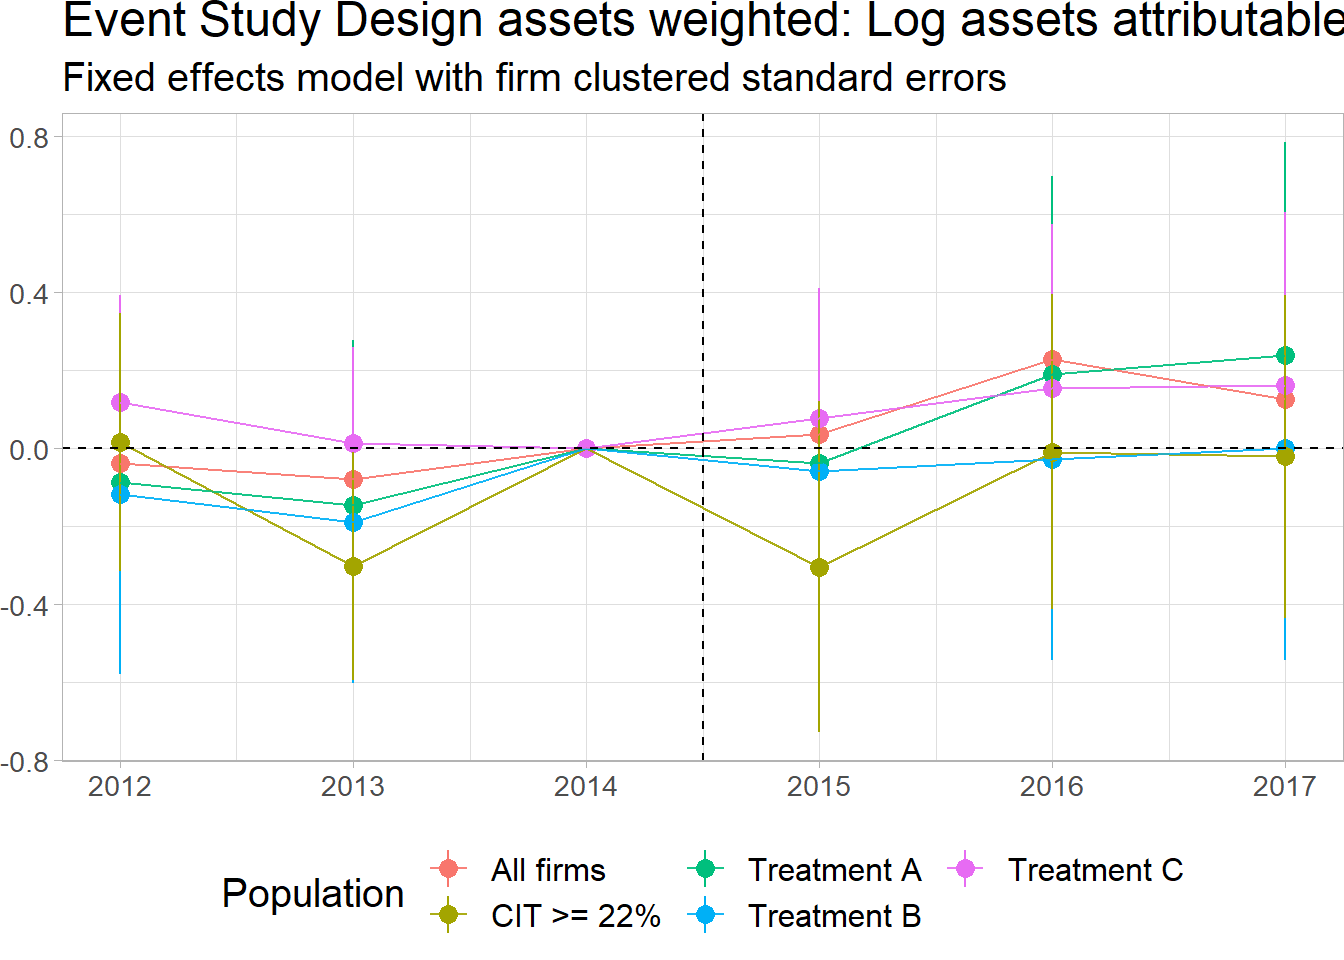 Event Study Design assets weighted: Log assets attributable
Fixed effects model with firm clustered standard errors
0.8
0.4
0.0
-0.4
-0.8
2012 2013 2014 2015 2016 2017
Population
All firms Treatment A Treatment C
CIT >= 22% Treatment B